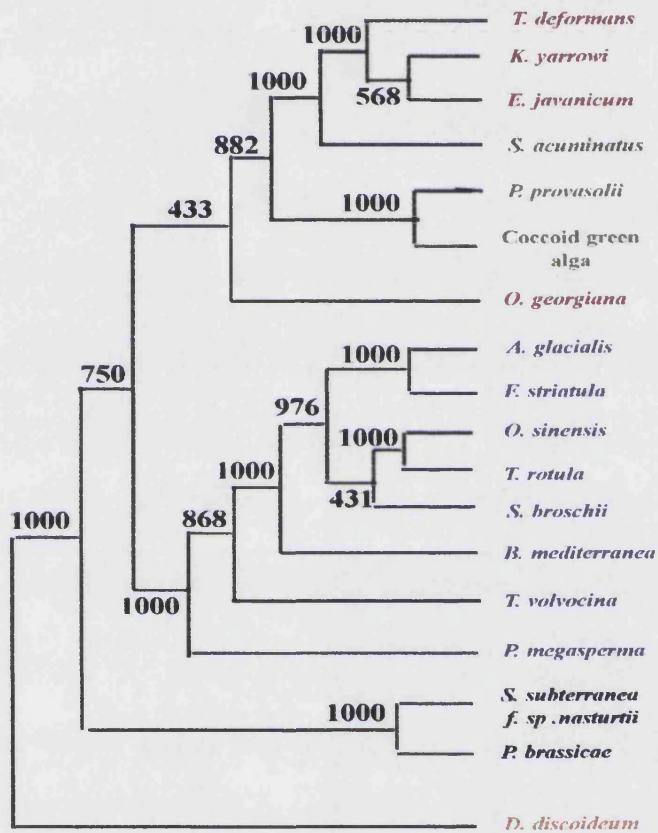 T. deformans
1000
K. yarrowi
1000
568
E. javanicum
882
S. acuminatus
1000
P. provasolii
433
Coccoid green
alga
O. georgiana
1000
A. glacialis
750
F. striatula
976
1000
O. sinensis
1000
T. rotula
431
S. broschii
1000
868
B. mediterranea
1000
T. volvocina
P. megasperma
S. subterranea
1000
f. sp .nasturtii
P. brassicae
D. discoideum